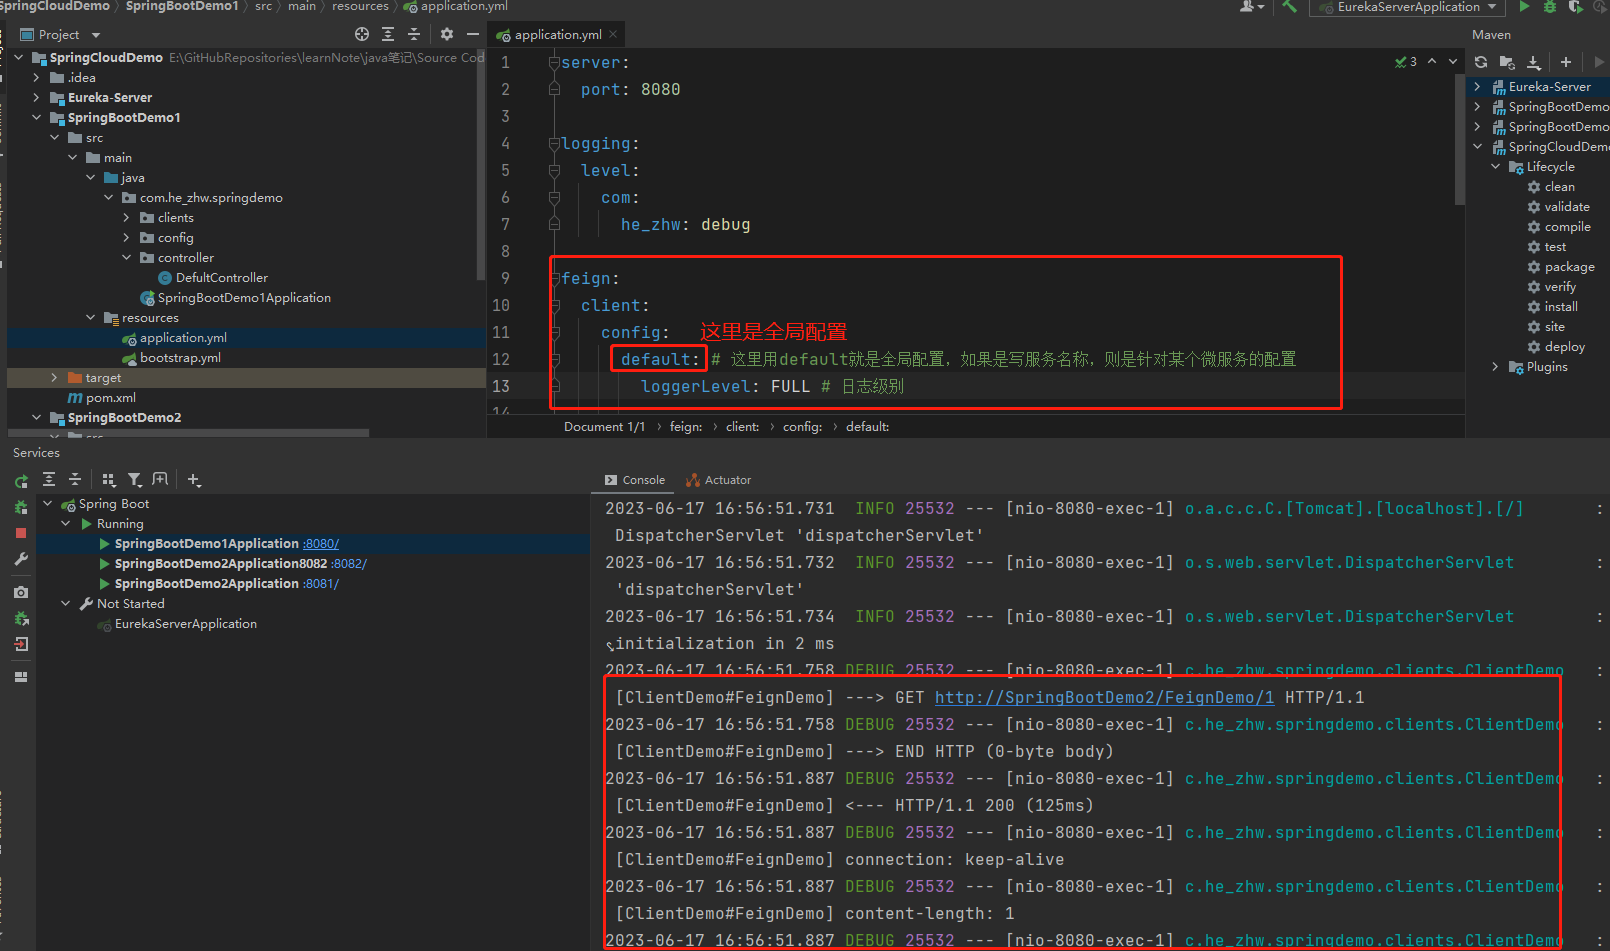 SpringCloudDemo › SpringBootDemo1 › src › main › resources › application.yml
EurekaServerApplication
Project
application.yml
Maven
SpringCloudDemo E:\GitHubRepositories\learnNote\java笔记\Source Cod
.idea
Eureka-Server
SpringBootDemo1
src
main
java
com.he_zhw.springdemo
clients
config
controller
DefultController
SpringBootDemo1Application
resources
application.yml
bootstrap.yml
target
pom.xml
SpringBootDemo2
src
3
1 server:
2 port: 8080
3
4 logging:
5 level:
6 com:
7 he_zhw: debug
8
9 feign:
10 client:
11 config: 这里是全局配置
12 default: # 这里用default就是全局配置，如果是写服务名称，则是针对某个微服务的配置
13 loggerLevel: FULL # 日志级别
14
Document 1/1 › feign: › client: › config: › default:
Eureka-Server
SpringBootDemo
SpringBootDemo
SpringCloudDemo
Lifecycle
clean
validate
compile
test
package
verify
install
site
deploy
Plugins
Services
Spring Boot
Running
SpringBootDemo1Application :8080/
SpringBootDemo2Application8082 :8082/
SpringBootDemo2Application :8081/
Not Started
EurekaServerApplication
Console Actuator
2023-06-17 16:56:51.731 INFO 25532 --- [nio-8080-exec-1] o.a.c.c.C.[Tomcat].[localhost].[/] :
DispatcherServlet 'dispatcherServlet'
2023-06-17 16:56:51.732 INFO 25532 --- [nio-8080-exec-1] o.s.web.servlet.DispatcherServlet :
'dispatcherServlet'
2023-06-17 16:56:51.734 INFO 25532 --- [nio-8080-exec-1] o.s.web.servlet.DispatcherServlet :
initialization in 2 ms
2023-06-17 16:56:51.758 DEBUG 25532 --- [nio-8080-exec-1] c.he_zhw.springdemo.clients.ClientDemo :
[ClientDemo#FeignDemo] ---> GET http://SpringBootDemo2/FeignDemo/1 HTTP/1.1
2023-06-17 16:56:51.758 DEBUG 25532 --- [nio-8080-exec-1] c.he_zhw.springdemo.clients.ClientDemo :
[ClientDemo#FeignDemo] ---> END HTTP (0-byte body)
2023-06-17 16:56:51.887 DEBUG 25532 --- [nio-8080-exec-1] c.he_zhw.springdemo.clients.ClientDemo :
[ClientDemo#FeignDemo] <--- HTTP/1.1 200 (125ms)
2023-06-17 16:56:51.887 DEBUG 25532 --- [nio-8080-exec-1] c.he_zhw.springdemo.clients.ClientDemo :
[ClientDemo#FeignDemo] connection: keep-alive
2023-06-17 16:56:51.887 DEBUG 25532 --- [nio-8080-exec-1] c.he_zhw.springdemo.clients.ClientDemo :
[ClientDemo#FeignDemo] content-length: 1
2023-06-17 16:56:51.887 DEBUG 25532 --- [nio-8080-exec-1] c.he_zhw.springdemo.clients.ClientDemo :